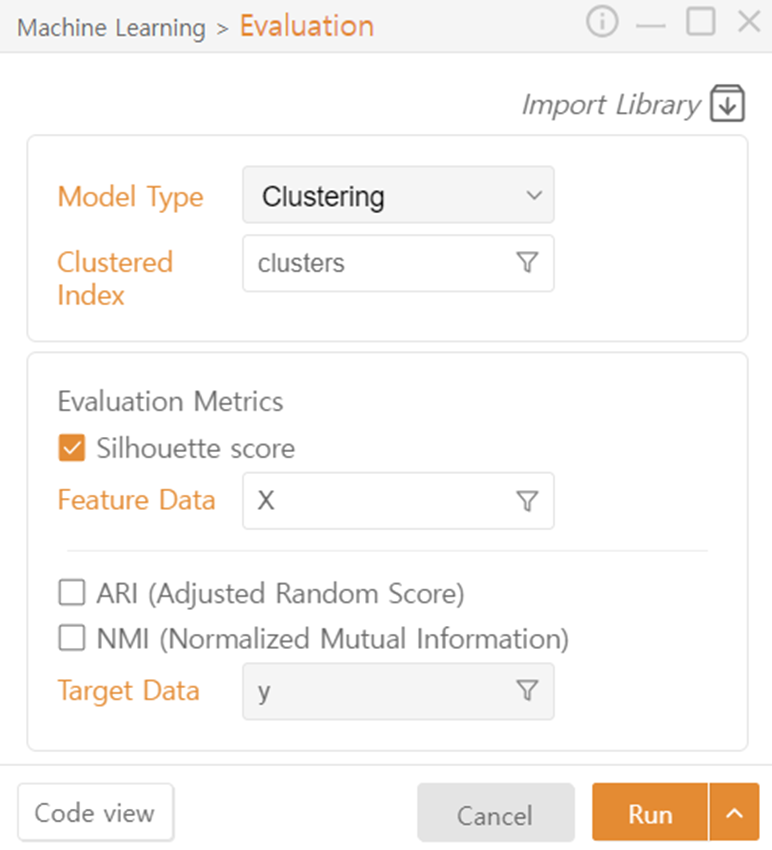 Machine Learning > Evaluation
Import Library
Model Type
Clustering
Clustered
Index
clusters
Evaluation Metrics
Silhouette score
Feature Data
X
ARI (Adjusted Random Score)
NMI (Normalized Mutual Information)
Target Data
y
Code view
Cancel
Run